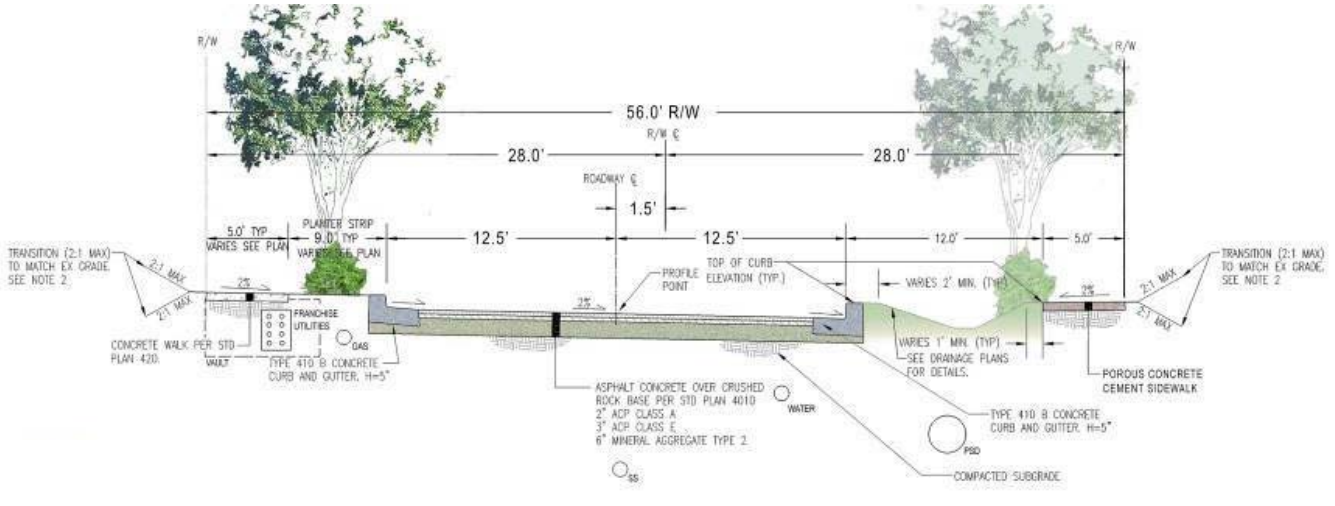 R/W
R/W
56.0' R/W
R/W ℄
28.0'
28.0'
ROADWAY ℄
1.5'
5.0' TYP
VARIES SEE PLAN
PLANTER STRIP
9.0' TYP
VARIES SEE PLAN
12.5'
12.5'
12.0'
5.0'
TRANSITION (2:1 MAX)
TO MATCH EX GRADE.
SEE NOTE 2
2:1 MAX
2:1 MAX
2%
PROFILE
POINT
TOP OF CURB
ELEVATION (TYP.)
VARIES 2' MIN. (TYP)
2%
2%
2:1 MAX
2:1 MAX
TRANSITION (2:1 MAX)
TO MATCH EX GRADE.
SEE NOTE 2
CONCRETE WALK PER STD
PLAN 420.
FRANCHISE
UTILITIES
VAULT
GAS
TYPE 410 B CONCRETE
CURB AND GUTTER. H=5"
VARIES 1' MIN. (TYP)
SEE DRAINAGE PLANS
FOR DETAILS.
POROUS CONCRETE
CEMENT SIDEWALK
ASPHALT CONCRETE OVER CRUSHED
ROCK BASE PER STD PLAN 401D
2" ACP CLASS A
3" ACP CLASS E
6" MINERAL AGGREGATE TYPE 2
WATER
TYPE 410 B CONCRETE
CURB AND GUTTER. H=5"
PSD
SS
COMPACTED SUBGRADE